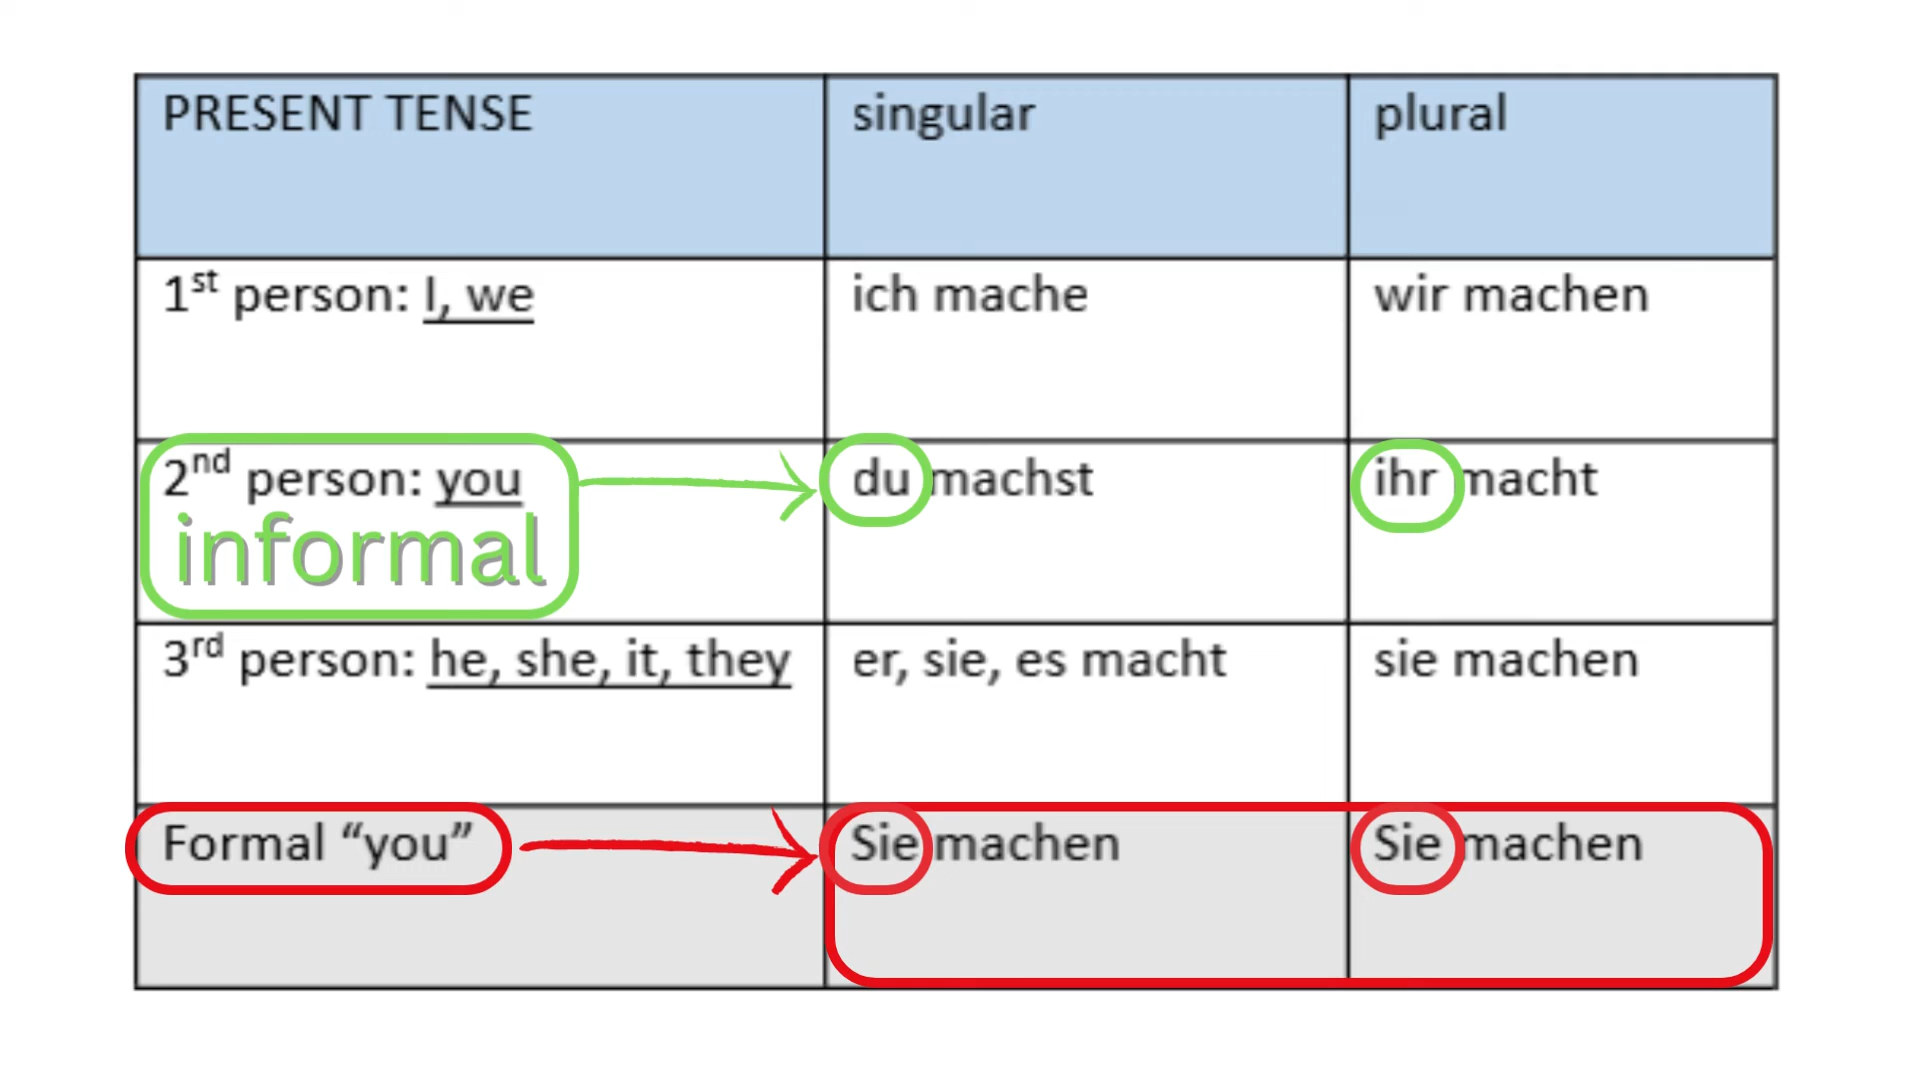 PRESENT TENSE singular plural
1st person: I, we ich mache wir machen
2nd person: you du machst ihr macht
informal
3rd person: he, she, it, they er, sie, es macht sie machen
Formal “you” Sie machen Sie machen